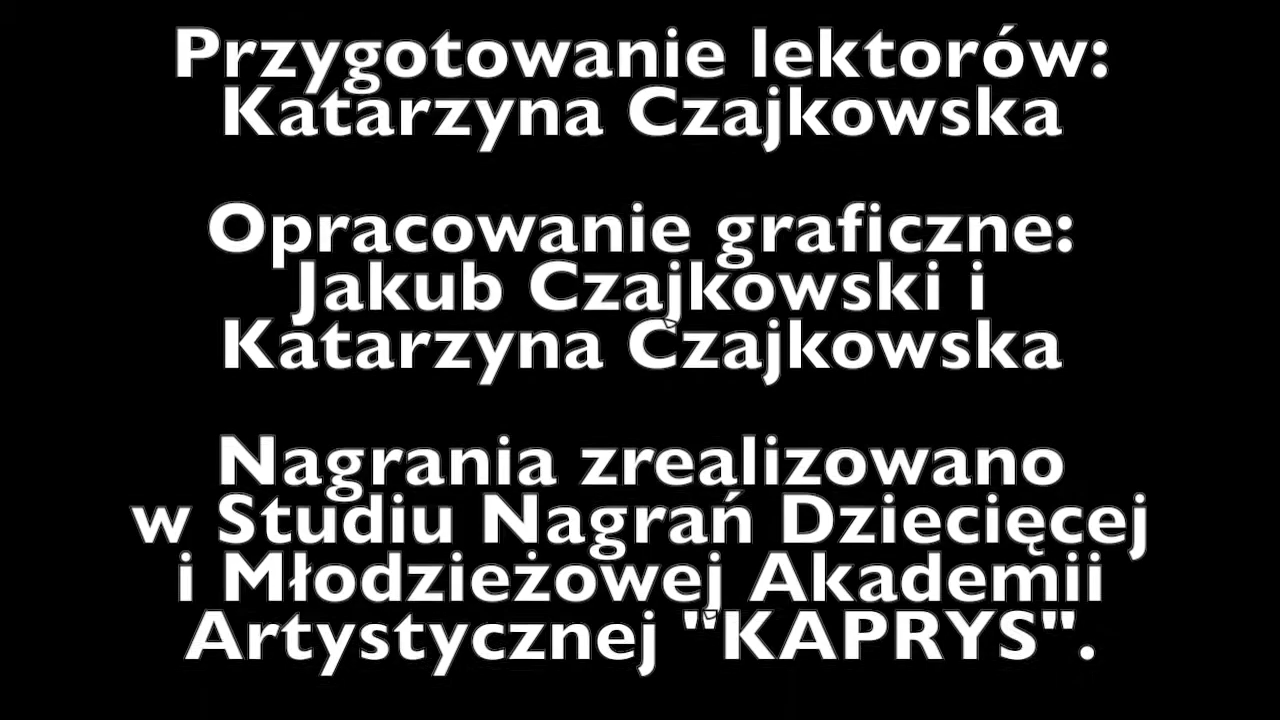 Przygotowanie lektorów:
Katarzyna Czajkowska
Opracowanie graficzne:
Jakub Czajkowski i
Katarzyna Czajkowska
Nagrania zrealizowano
w Studiu Nagrań Dziecięcej
i Młodzieżowej Akademii
Artystycznej "KAPRYS".